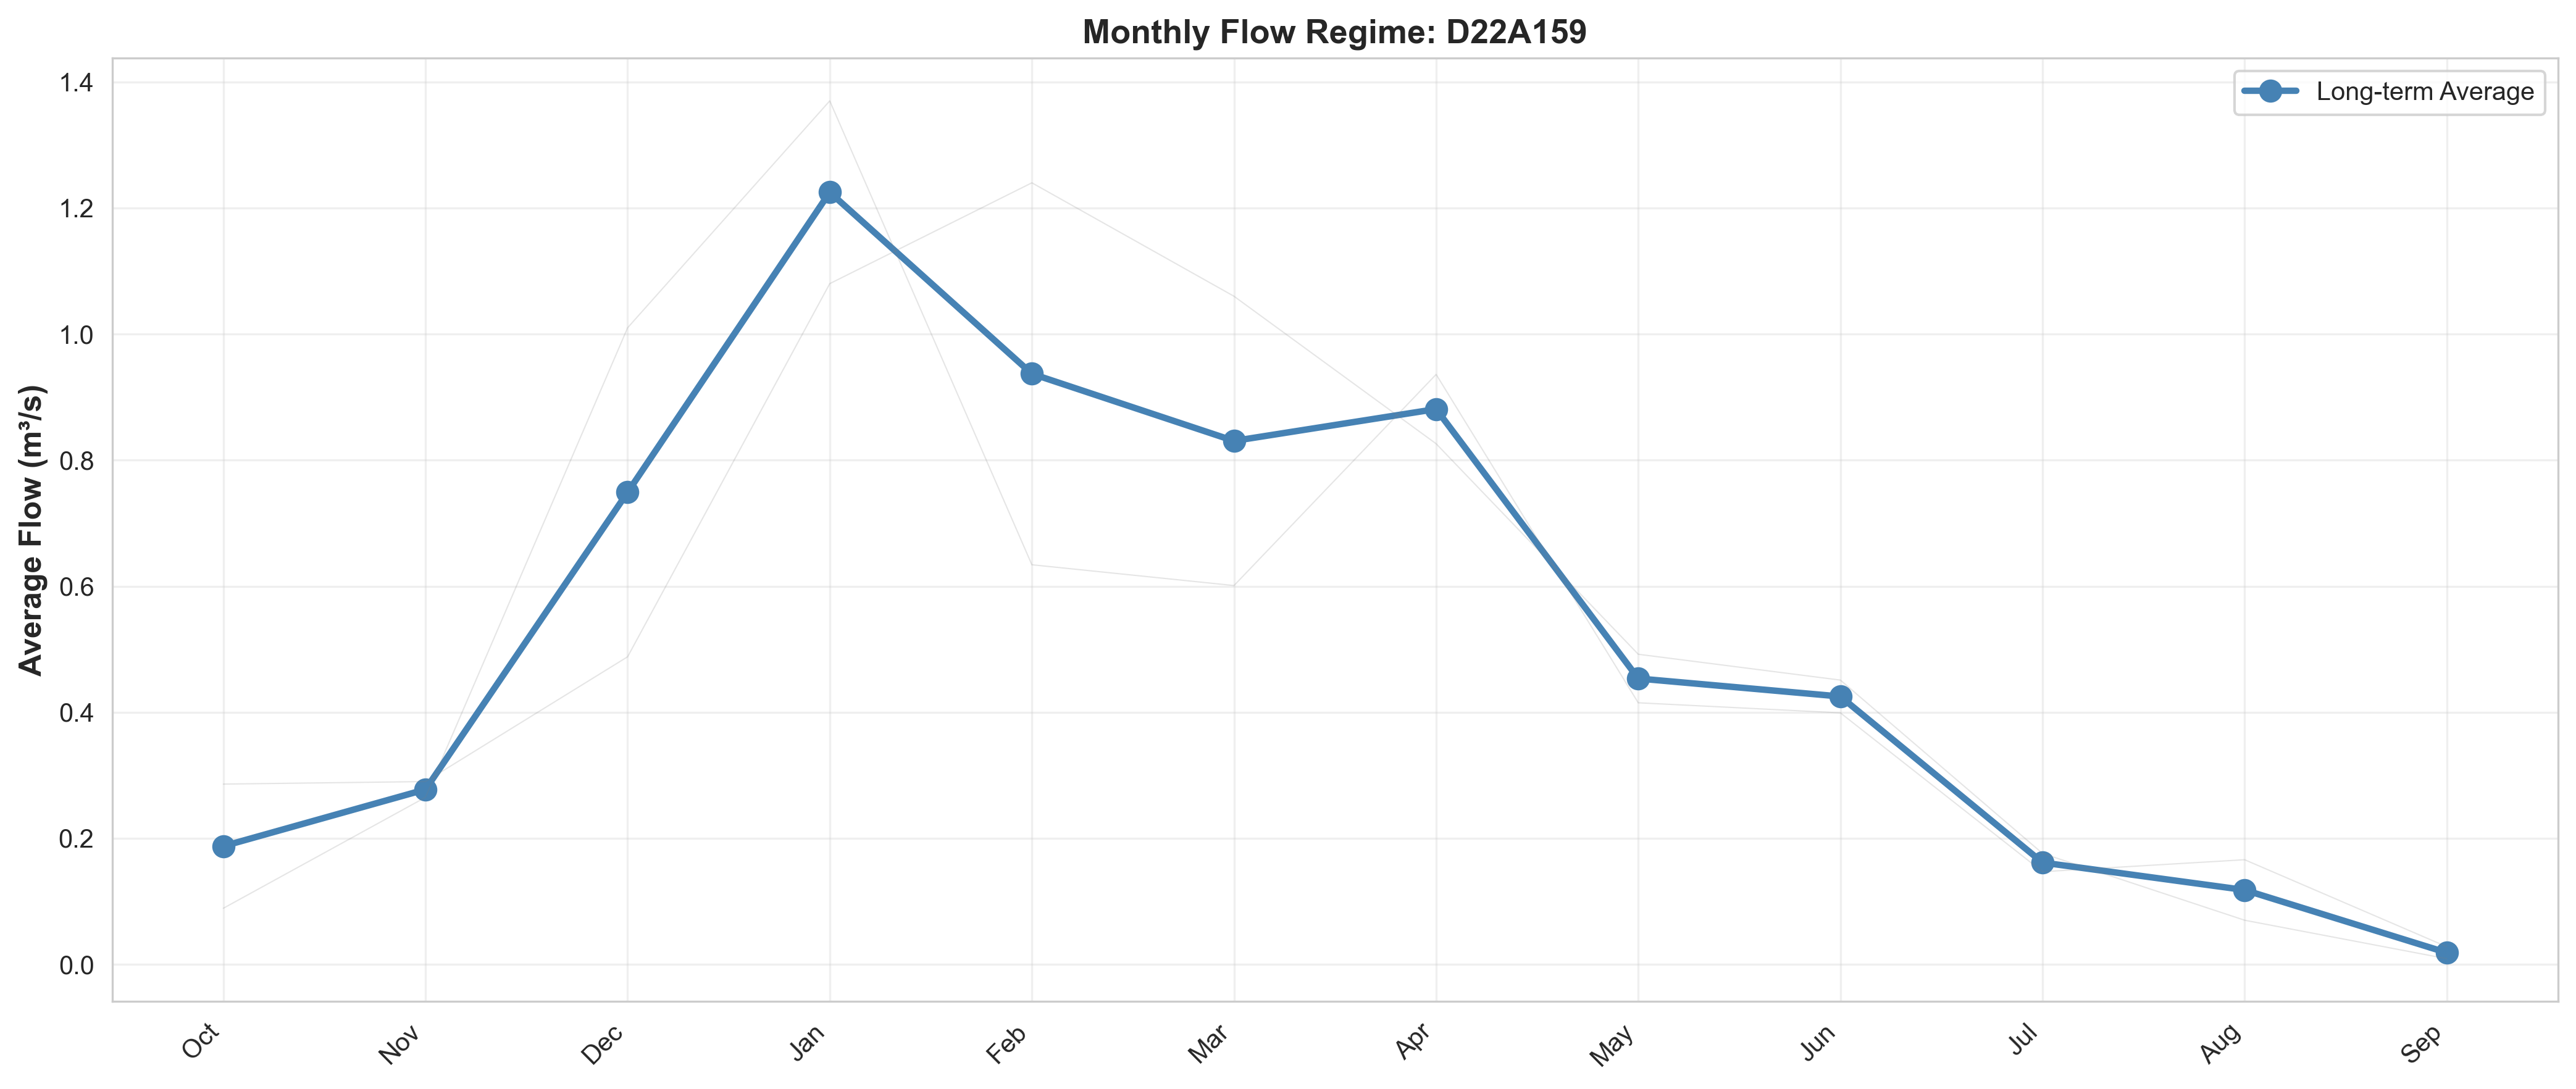 Monthly Flow Regime: D22A159
Long-term Average
Average Flow (m³/s)
1.4
1.2
1.0
0.8
0.6
0.4
0.2
0.0
Oct
Nov
Dec
Jan
Feb
Mar
Apr
May
Jun
Jul
Aug
Sep